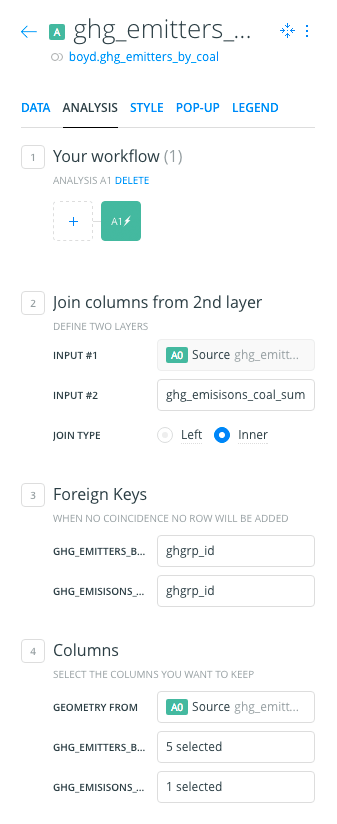 A ghg_emitters_...
boyd.ghg_emitters_by_coal
DATA ANALYSIS STYLE POP-UP LEGEND
1 Your workflow (1)
ANALYSIS A1 DELETE
+ A1
2 Join columns from 2nd layer
DEFINE TWO LAYERS
INPUT #1 A0 Source ghg_emitt...
INPUT #2 ghg_emisisons_coal_sum
JOIN TYPE Left Inner
3 Foreign Keys
WHEN NO COINCIDENCE NO ROW WILL BE ADDED
GHG_EMITTERS_B... ghgrp_id
GHG_EMISISONS_... ghgrp_id
4 Columns
SELECT THE COLUMNS YOU WANT TO KEEP
GEOMETRY FROM A0 Source ghg_emitt...
GHG_EMITTERS_B... 5 selected
GHG_EMISISONS_... 1 selected